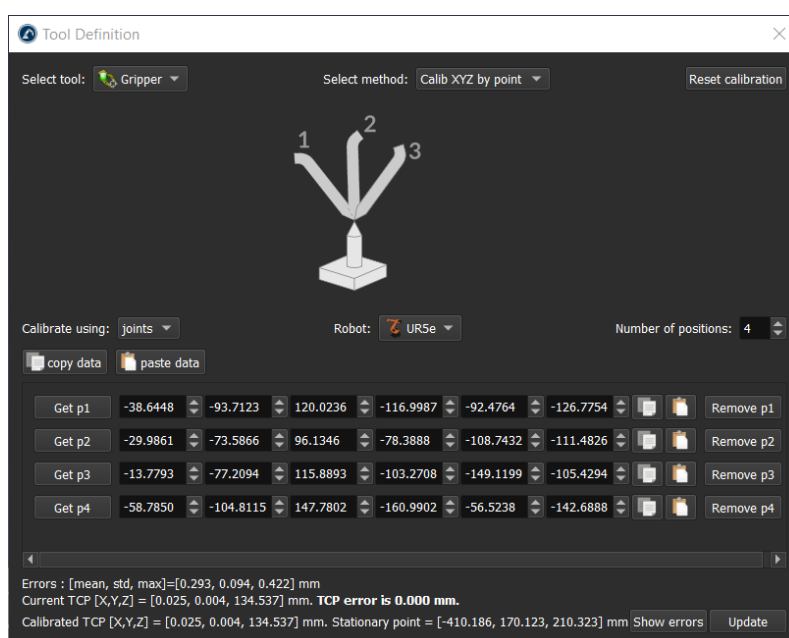 Tool Definition
Select tool: Gripper Select method: Calib XYZ by point Reset calibration
1 2 3
Calibrate using: joints Robot: UR5e Number of positions: 4
copy data paste data
Get p1 -38.6448 -93.7123 120.0236 -116.9987 -92.4764 -126.7754 Remove p1
Get p2 -29.9861 -73.5866 96.1346 -78.3888 -108.7432 -111.4826 Remove p2
Get p3 -13.7793 -77.2094 115.8893 -103.2708 -149.1199 -105.4294 Remove p3
Get p4 -58.7850 -104.8115 147.7802 -160.9902 -56.5238 -142.6888 Remove p4
Errors : [mean, std, max]=[0.293, 0.094, 0.422] mm
Current TCP [X,Y,Z] = [0.025, 0.004, 134.537] mm. TCP error is 0.000 mm.
Calibrated TCP [X,Y,Z] = [0.025, 0.004, 134.537] mm. Stationary point = [-410.186, 170.123, 210.323] mm Show errors Update